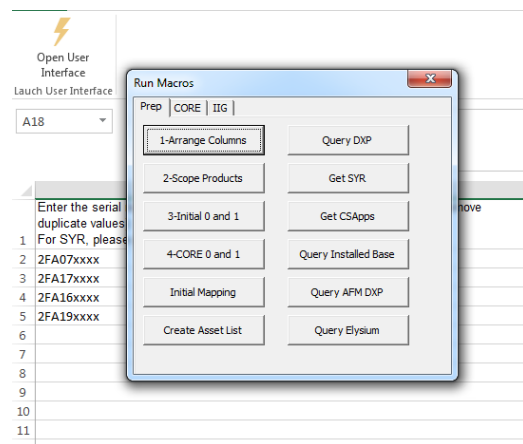 Open User
Interface
Lauch User Interface
Run Macros
A18
Prep CORE IIG
1-Arrange Columns Query DXP
2-Scope Products Get SYR
3-Initial 0 and 1 Get CSApps
4-CORE 0 and 1 Query Installed Base
Initial Mapping Query AFM DXP
Create Asset List Query Elysium
Enter the serial
duplicate values
1 For SYR, please
2 2FA07xxxx
3 2FA17xxxx
4 2FA16xxxx
5 2FA19xxxx
6
7
8
9
10
11